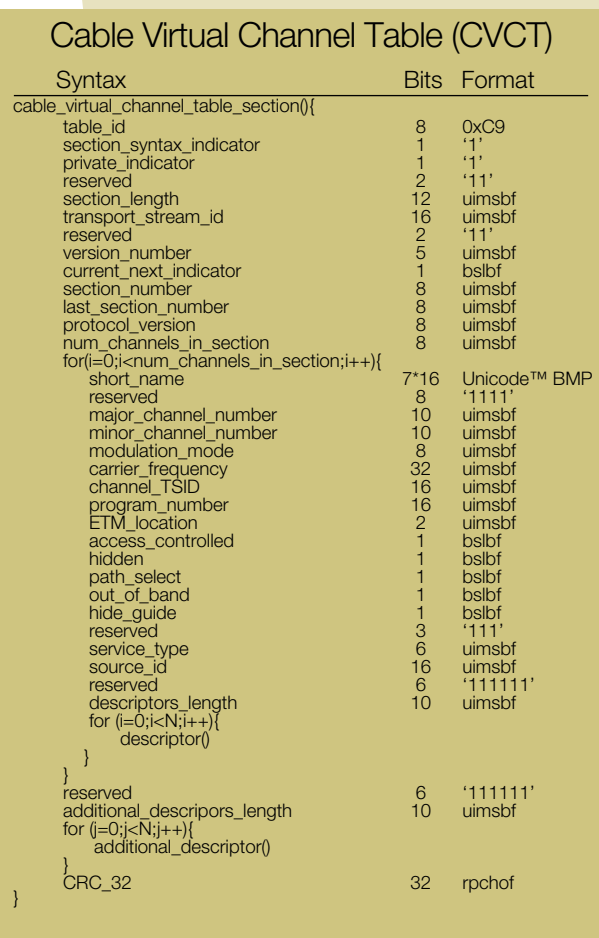 Cable Virtual Channel Table (CVCT)
Syntax Bits Format
cable_virtual_channel_table_section(){
table_id 8 0xC9
section_syntax_indicator 1 ‘1’
private_indicator 1 ‘1’
reserved 2 ‘11’
section_length 12 uimsbf
transport_stream_id 16 uimsbf
reserved 2 ‘11’
version_number 5 uimsbf
current_next_indicator 1 bslbf
section_number 8 uimsbf
last_section_number 8 uimsbf
protocol_version 8 uimsbf
num_channels_in_section 8 uimsbf
for(i=0;i<num_channels_in_section;i++){
short_name 7*16 Unicode™ BMP
reserved 8 ‘1111’
major_channel_number 10 uimsbf
minor_channel_number 10 uimsbf
modulation_mode 8 uimsbf
carrier_frequency 32 uimsbf
channel_TSID 16 uimsbf
program_number 16 uimsbf
ETM_location 2 uimsbf
access_controlled 1 bslbf
hidden 1 bslbf
path_select 1 bslbf
out_of_band 1 bslbf
hide_guide 1 bslbf
reserved 3 ‘111’
service_type 6 uimsbf
source_id 16 uimsbf
reserved 6 ‘111111’
descriptors_length 10 uimsbf
for (i=0;i<N;i++){
descriptor()
}
}
reserved 6 ‘111111’
additional_descripors_length 10 uimsbf
for (j=0;j<N;j++){
additional_descriptor()
}
CRC_32 32 rpchof
}